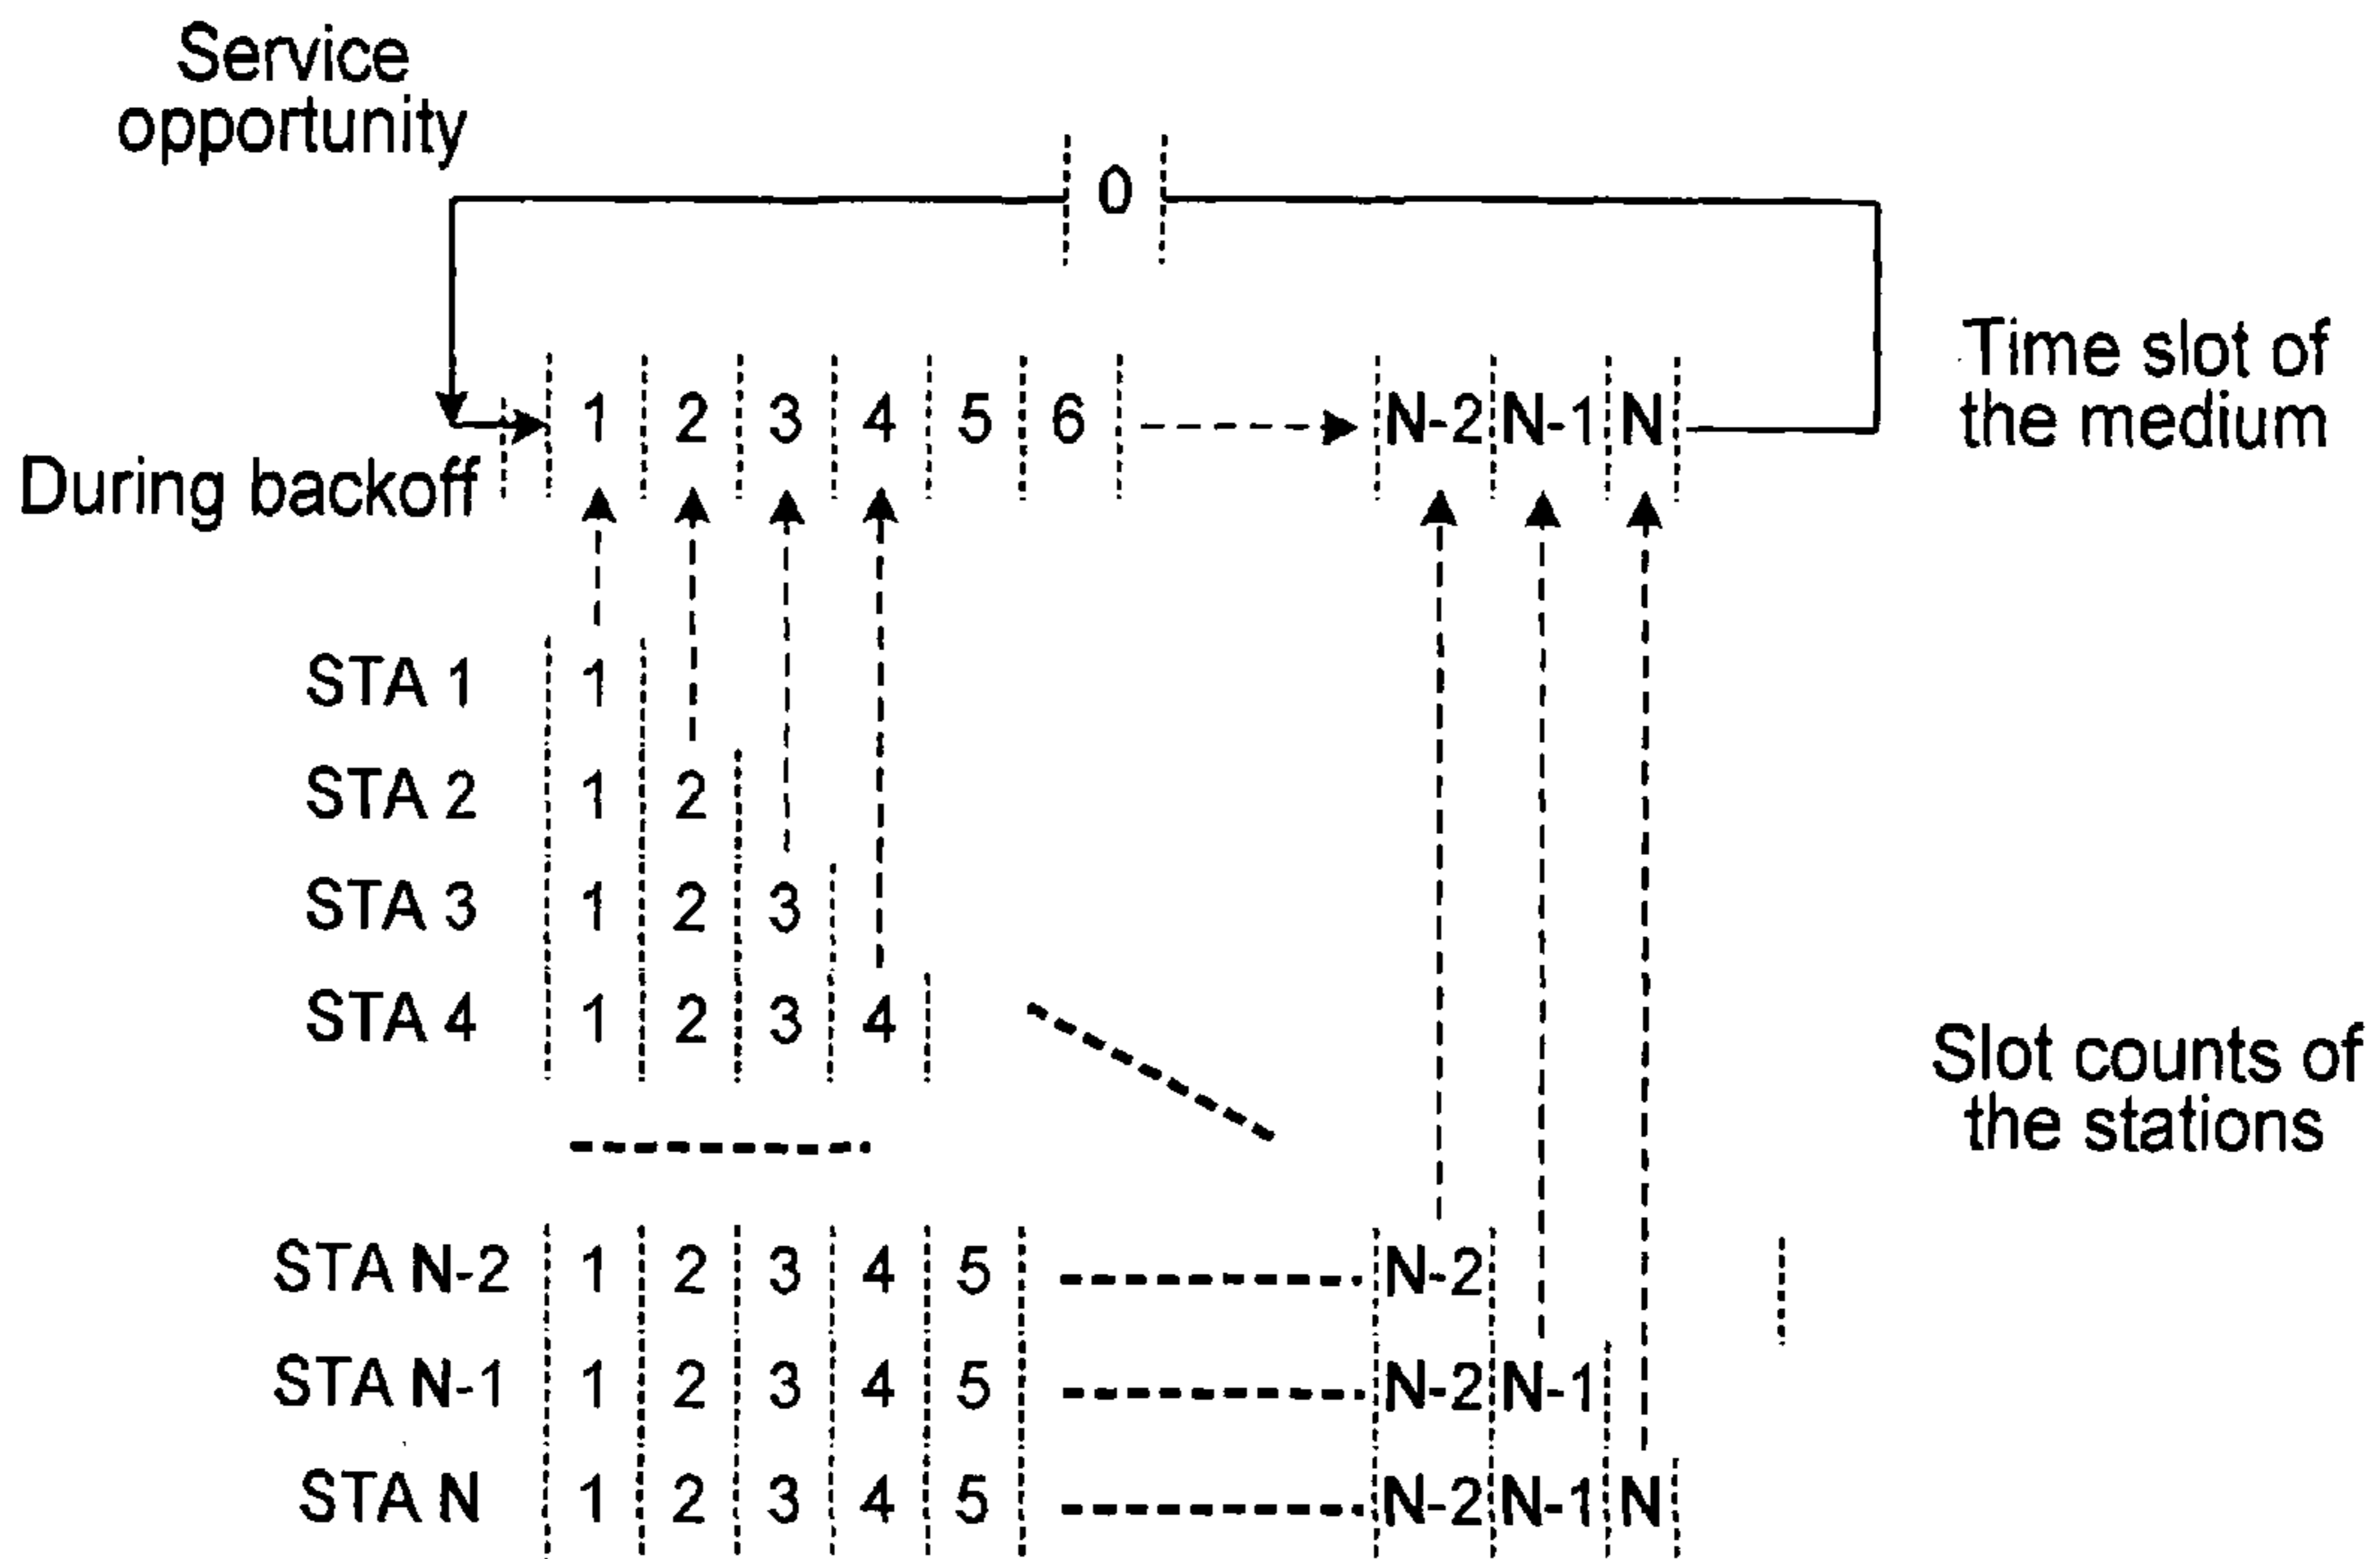 Service
opportunity
0
1 2 3 4 5 6 N-2 N-1 N
Time slot of
the medium
During backoff
STA 1 1
STA 2 1 2
STA 3 1 2 3
STA 4 1 2 3 4
Slot counts of
the stations
STA N-2 1 2 3 4 5 N-2
STA N-1 1 2 3 4 5 N-2 N-1
STA N 1 2 3 4 5 N-2 N-1 N